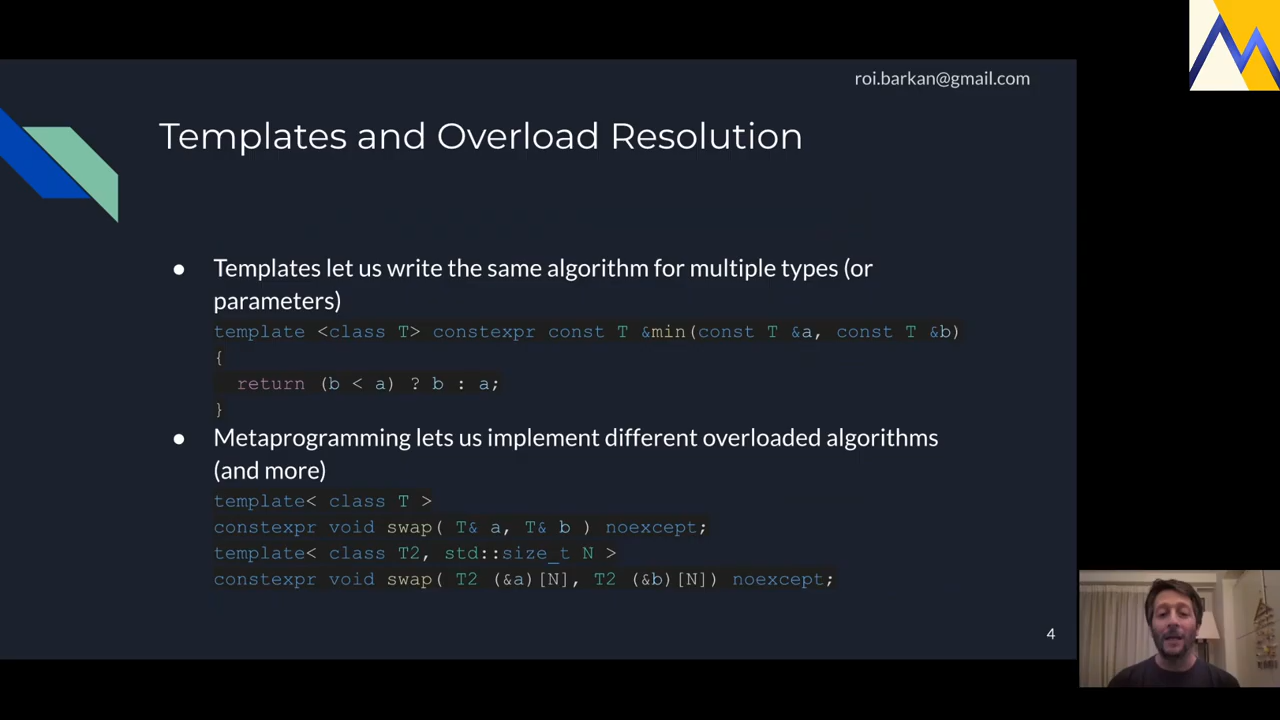 roi.barkan@gmail.com
Templates and Overload Resolution
● Templates let us write the same algorithm for multiple types (or
parameters)
template <class T> constexpr const T &min(const T &a, const T &b)
{
return (b < a) ? b : a;
}
● Metaprogramming lets us implement different overloaded algorithms
(and more)
template< class T >
constexpr void swap( T& a, T& b ) noexcept;
template< class T2, std::size_t N >
constexpr void swap( T2 (&a)[N], T2 (&b)[N]) noexcept;
4